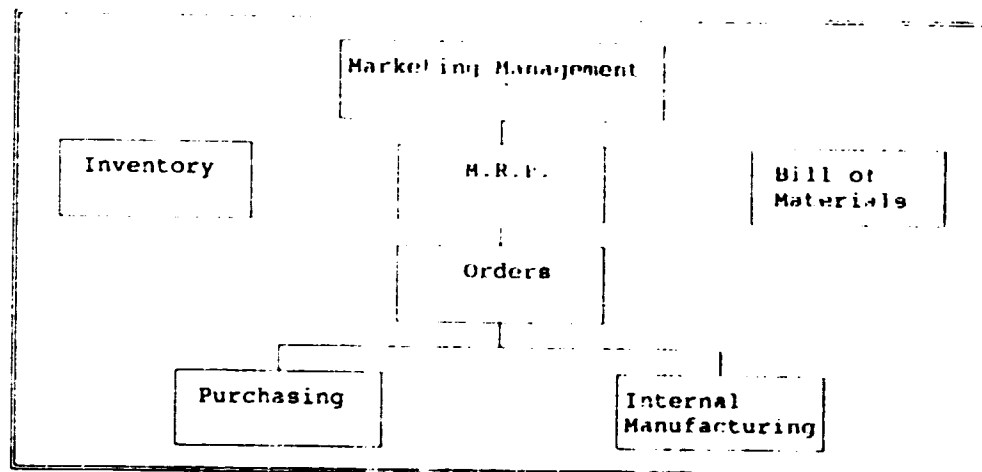 Marketing Management
Inventory
M.R.P.
Bill of
Materials
Orders
Purchasing
Internal
Manufacturing